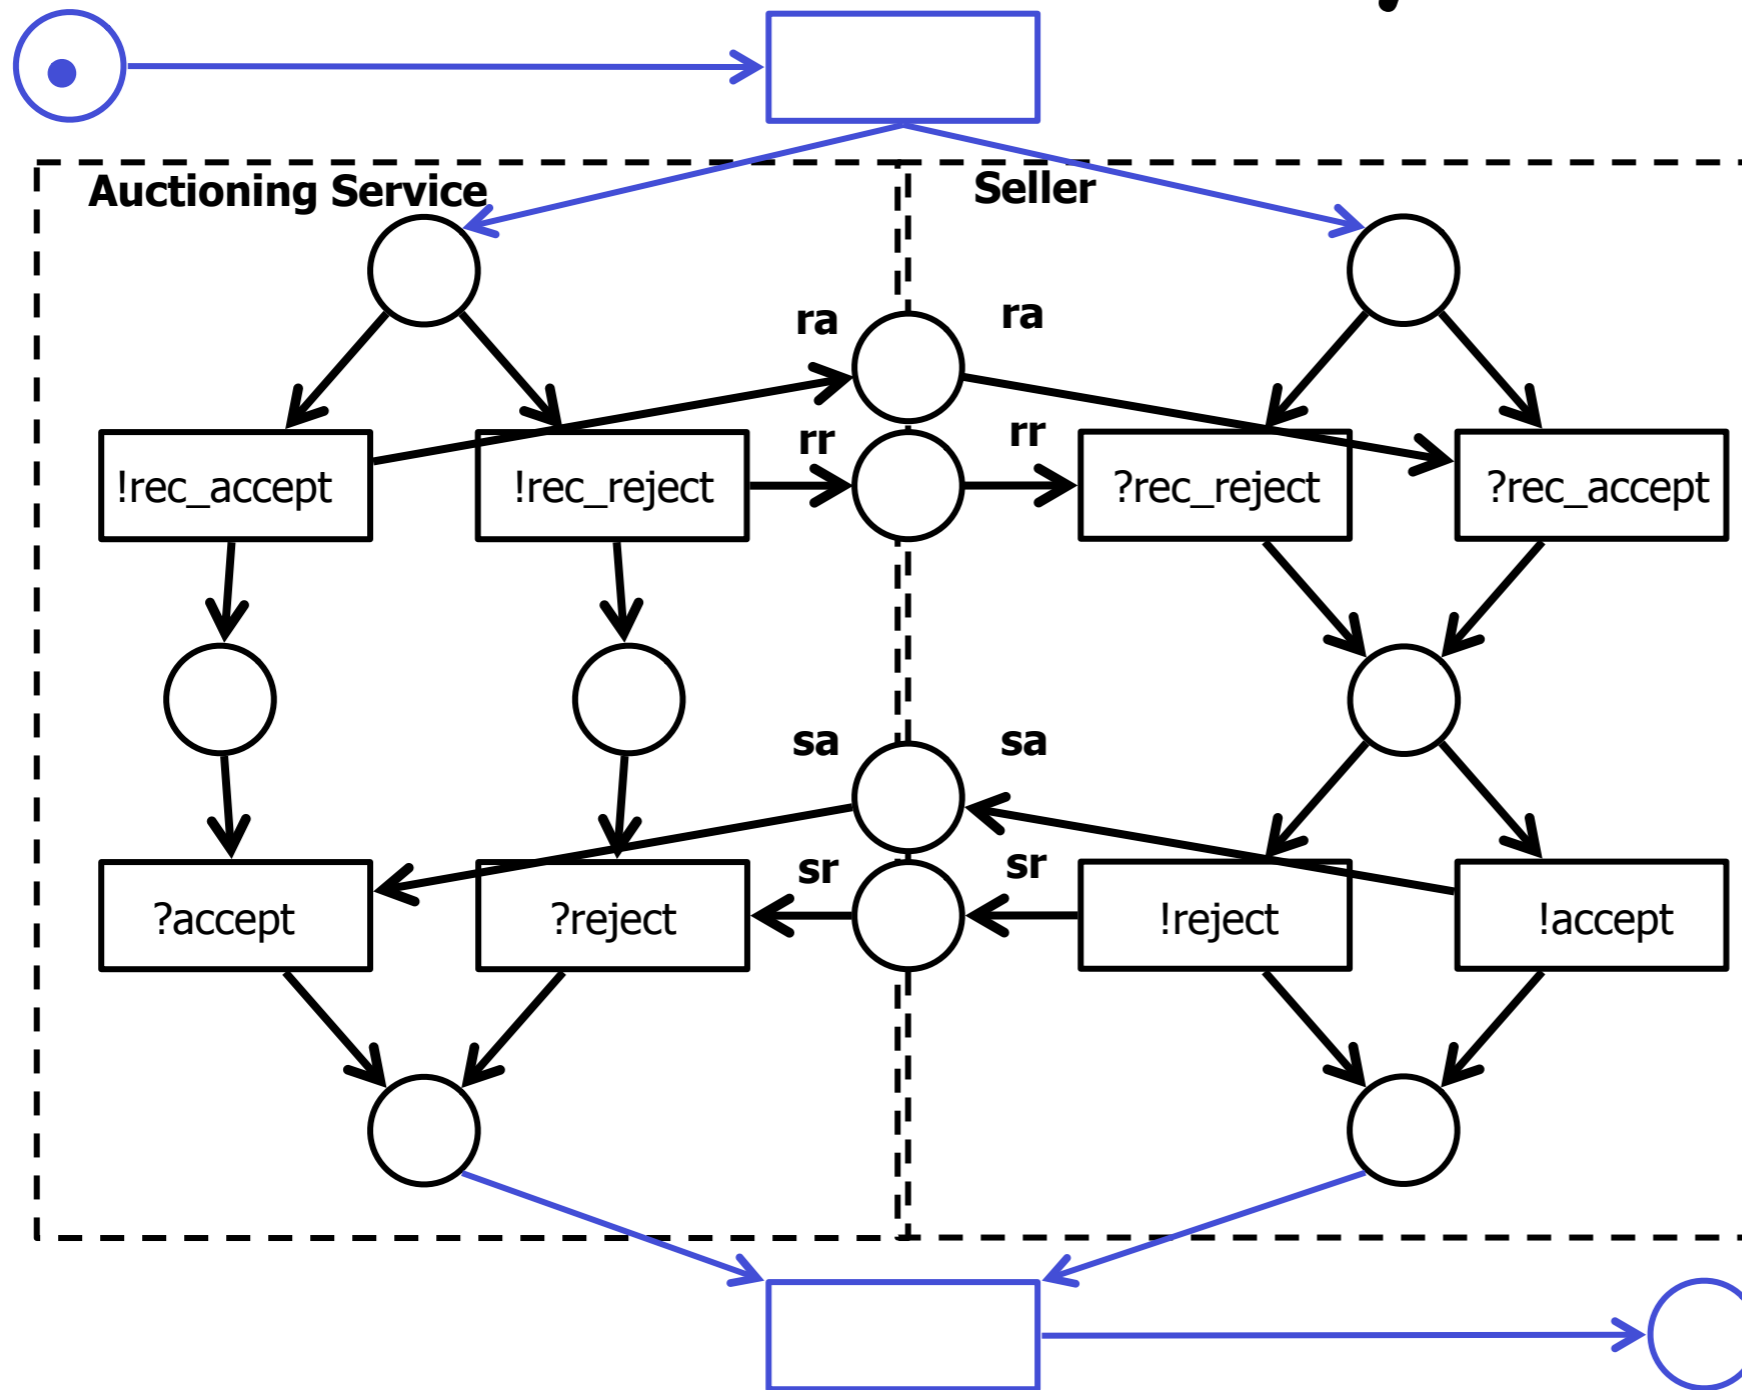 Auctioning Service
Seller
ra
ra
rr
rr
!rec_accept
!rec_reject
?rec_reject
?rec_accept
sa
sa
sr
sr
?accept
?reject
!reject
!accept